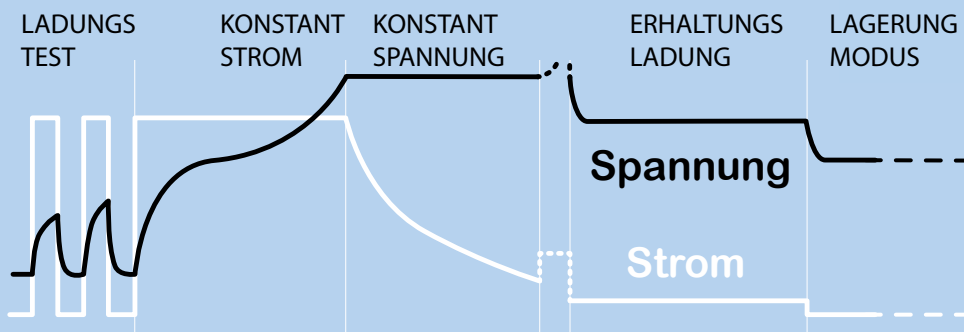 LADUNGS
TEST
KONSTANT
STROM
KONSTANT
SPANNUNG
ERHALTUNGS
LADUNG
LAGERUNG
MODUS
Spannung
Strom